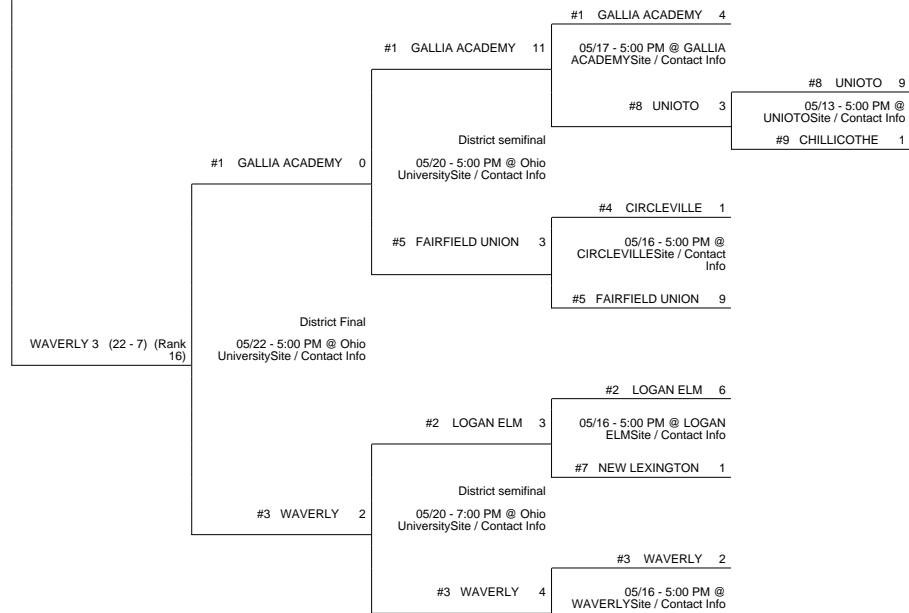 #1 GALLIA ACADEMY 4
#1 GALLIA ACADEMY 11
05/17 - 5:00 PM @ GALLIA
ACADEMYSite / Contact Info
#8 UNIOTO 9
#8 UNIOTO 3
05/13 - 5:00 PM @
UNIOTOSite / Contact Info
#9 CHILLICOTHE 1
District semifinal
05/20 - 5:00 PM @ Ohio
UniversitySite / Contact Info
#1 GALLIA ACADEMY 0
#4 CIRCLEVILLE 1
#5 FAIRFIELD UNION 3
05/16 - 5:00 PM @
CIRCLEVILLESite / Contact
Info
#5 FAIRFIELD UNION 9
District Final
05/22 - 5:00 PM @ Ohio
UniversitySite / Contact Info
WAVERLY 3 (22 - 7) (Rank
16)
#2 LOGAN ELM 6
#2 LOGAN ELM 3
05/16 - 5:00 PM @ LOGAN
ELMSite / Contact Info
#7 NEW LEXINGTON 1
District semifinal
05/20 - 7:00 PM @ Ohio
UniversitySite / Contact Info
#3 WAVERLY 2
#3 WAVERLY 2
#3 WAVERLY 4
05/16 - 5:00 PM @
WAVERLYSite / Contact Info